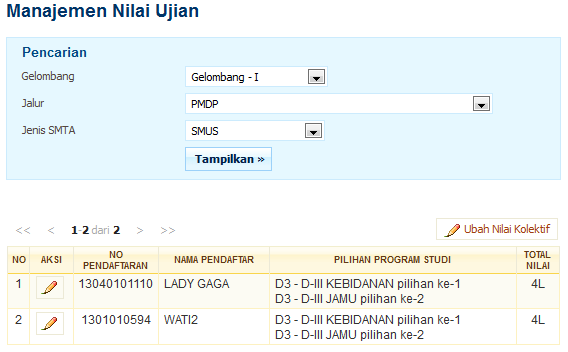 Manajemen Nilai Ujian
Pencarian
Gelombang Gelombang - I
Jalur PMDP
Jenis SMTA SMUS
Tampilkan »
<< < 1-2 dari 2 > >> Ubah Nilai Kolektif
NO AKSI NO PENDAFTARAN NAMA PENDAFTAR PILIHAN PROGRAM STUDI TOTAL NILAI
1 13040101110 LADY GAGA D3 - D-III KEBIDANAN pilihan ke-1 4L
D3 - D-III JAMU pilihan ke-2
2 1301010594 WATI2 D3 - D-III KEBIDANAN pilihan ke-1 4L
D3 - D-III JAMU pilihan ke-2